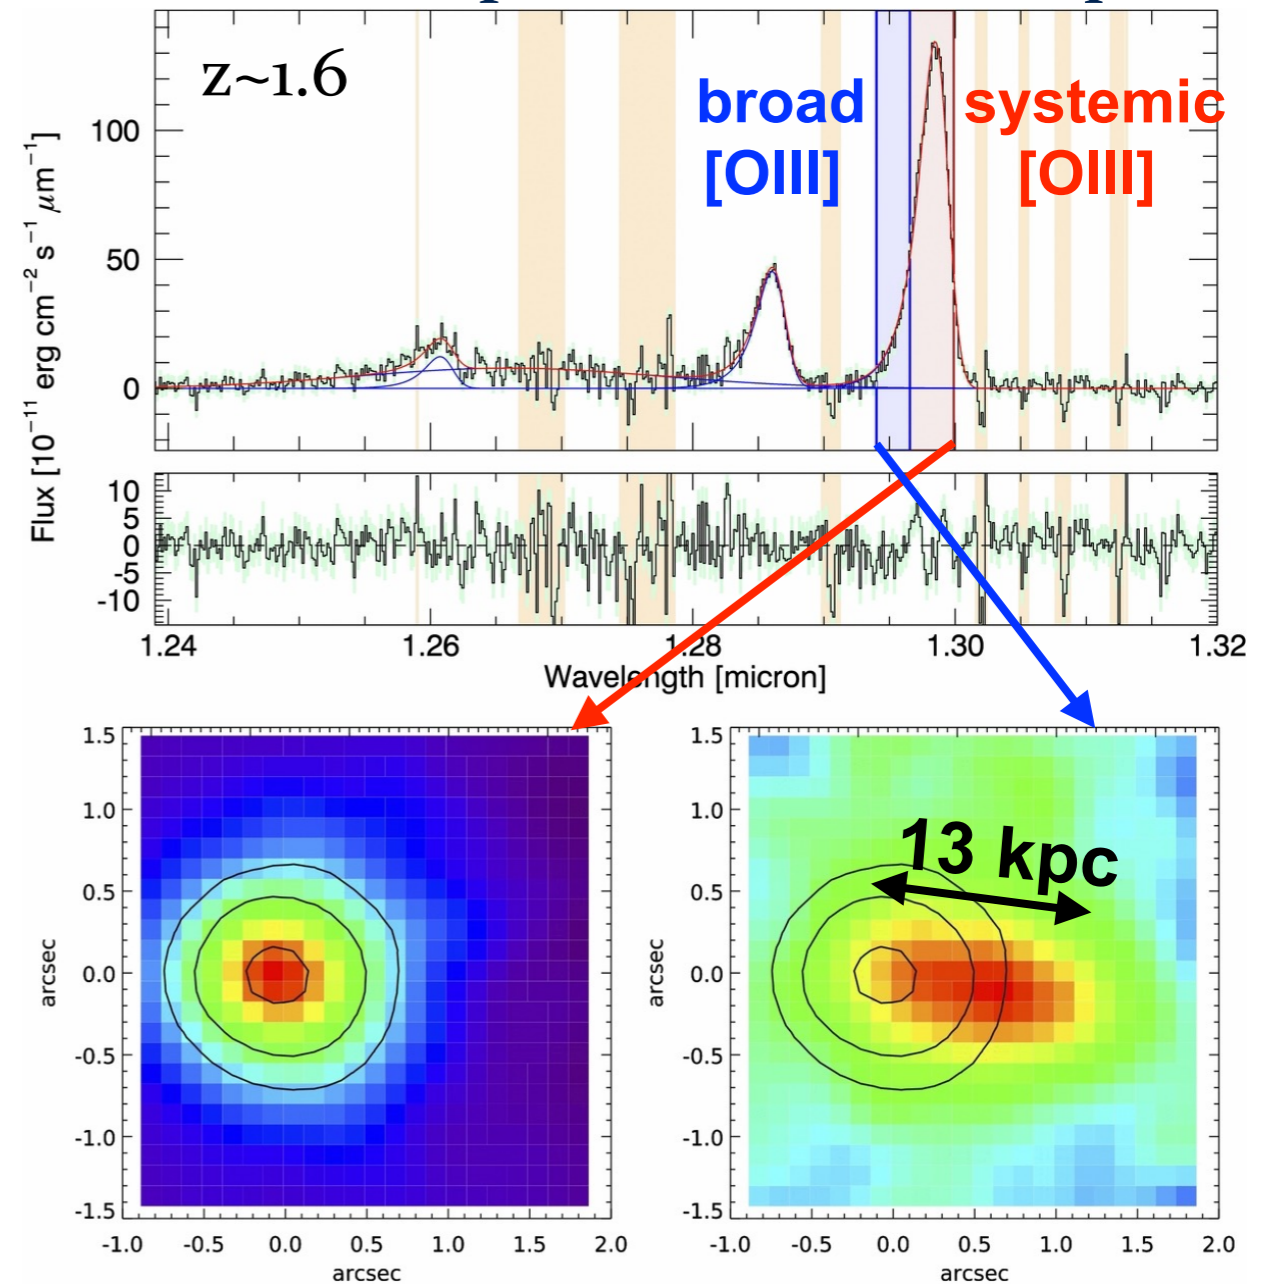 z~1.6
broad
[OIII]
systemic
[OIII]
100
50
0
Flux [10⁻¹¹ erg cm⁻² s⁻¹ μm⁻¹]
10
5
0
-5
-10
1.24 1.26 1.28 1.30 1.32
Wavelength [micron]
1.5
1.0
0.5
0.0
-0.5
-1.0
-1.5
arcsec
-1.0 -0.5 0.0 0.5 1.0 1.5 2.0
arcsec
13 kpc
1.5
1.0
0.5
0.0
-0.5
-1.0
-1.5
arcsec
-1.0 -0.5 0.0 0.5 1.0 1.5 2.0
arcsec